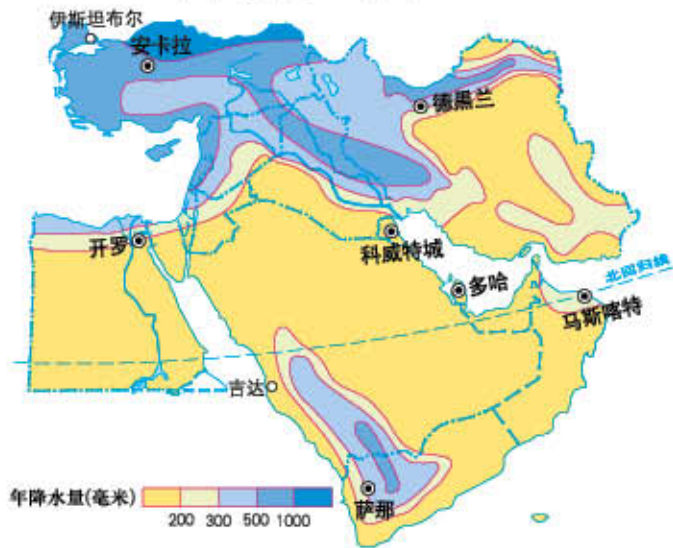 伊斯坦布尔
安卡拉
德黑兰
开罗
科威特城
北回归线
多哈
马斯喀特
吉达
年降水量(毫米)
200 300 500 1000
萨那